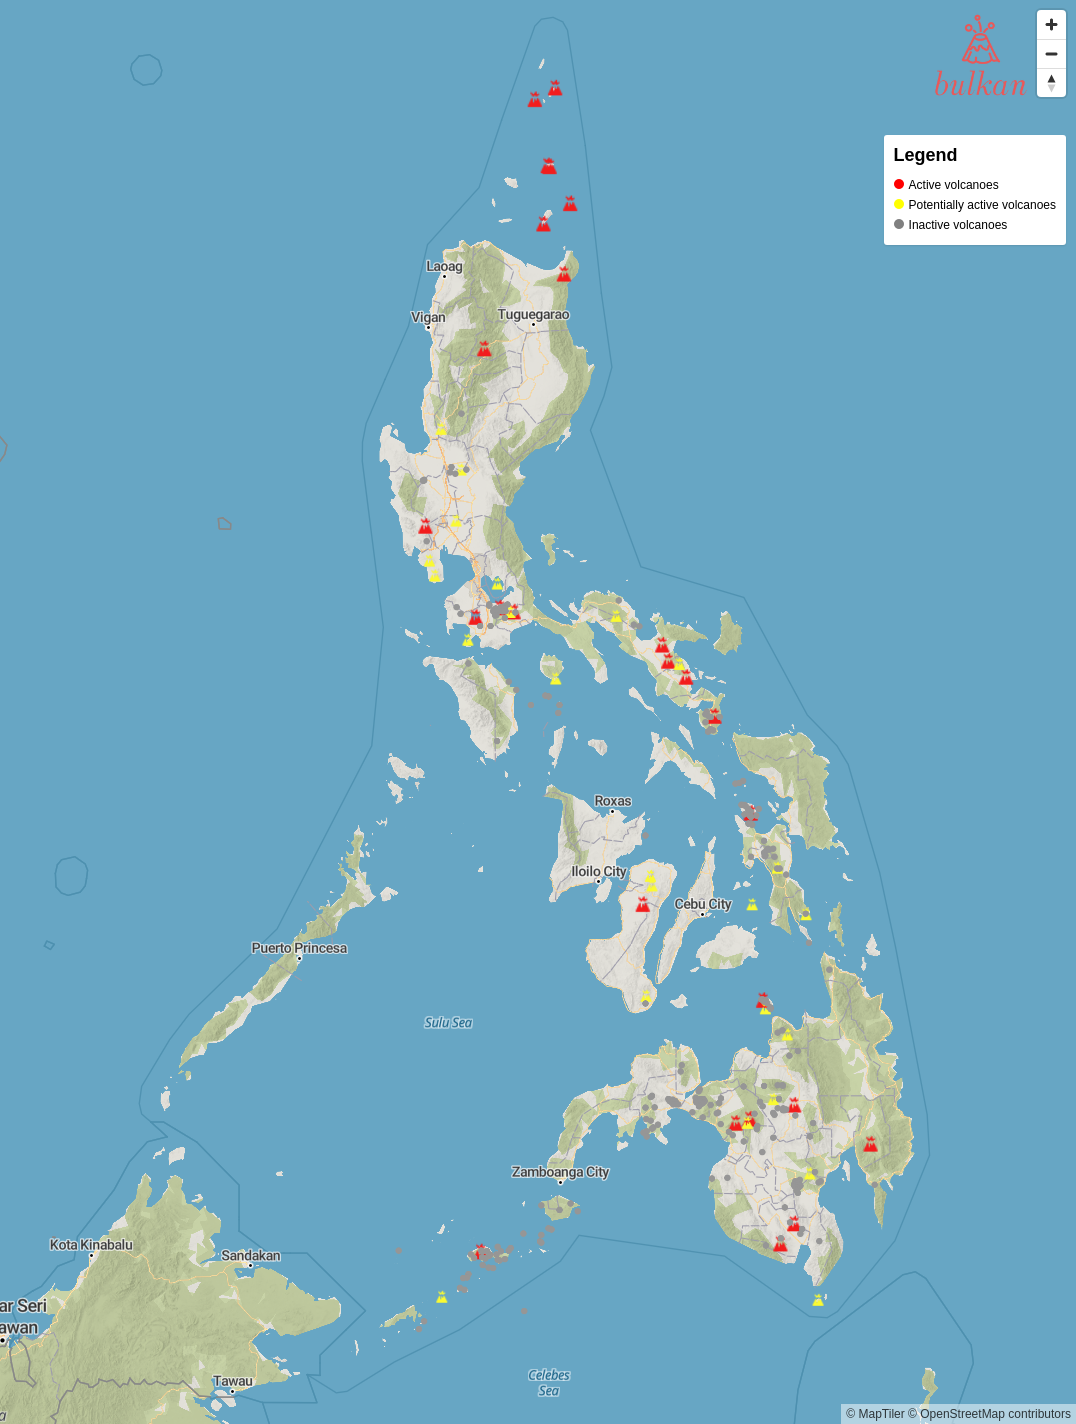 bulkan
Legend
Active volcanoes
Potentially active volcanoes
Inactive volcanoes
Laoag
Vigan
Tuguegarao
Roxas
Iloilo City
Cebu City
Puerto Princesa
Sulu Sea
Zamboanga City
Kota Kinabalu
Sandakan
ar Seri
awan
Tawau
Celebes
Sea
a
© MapTiler © OpenStreetMap contributors